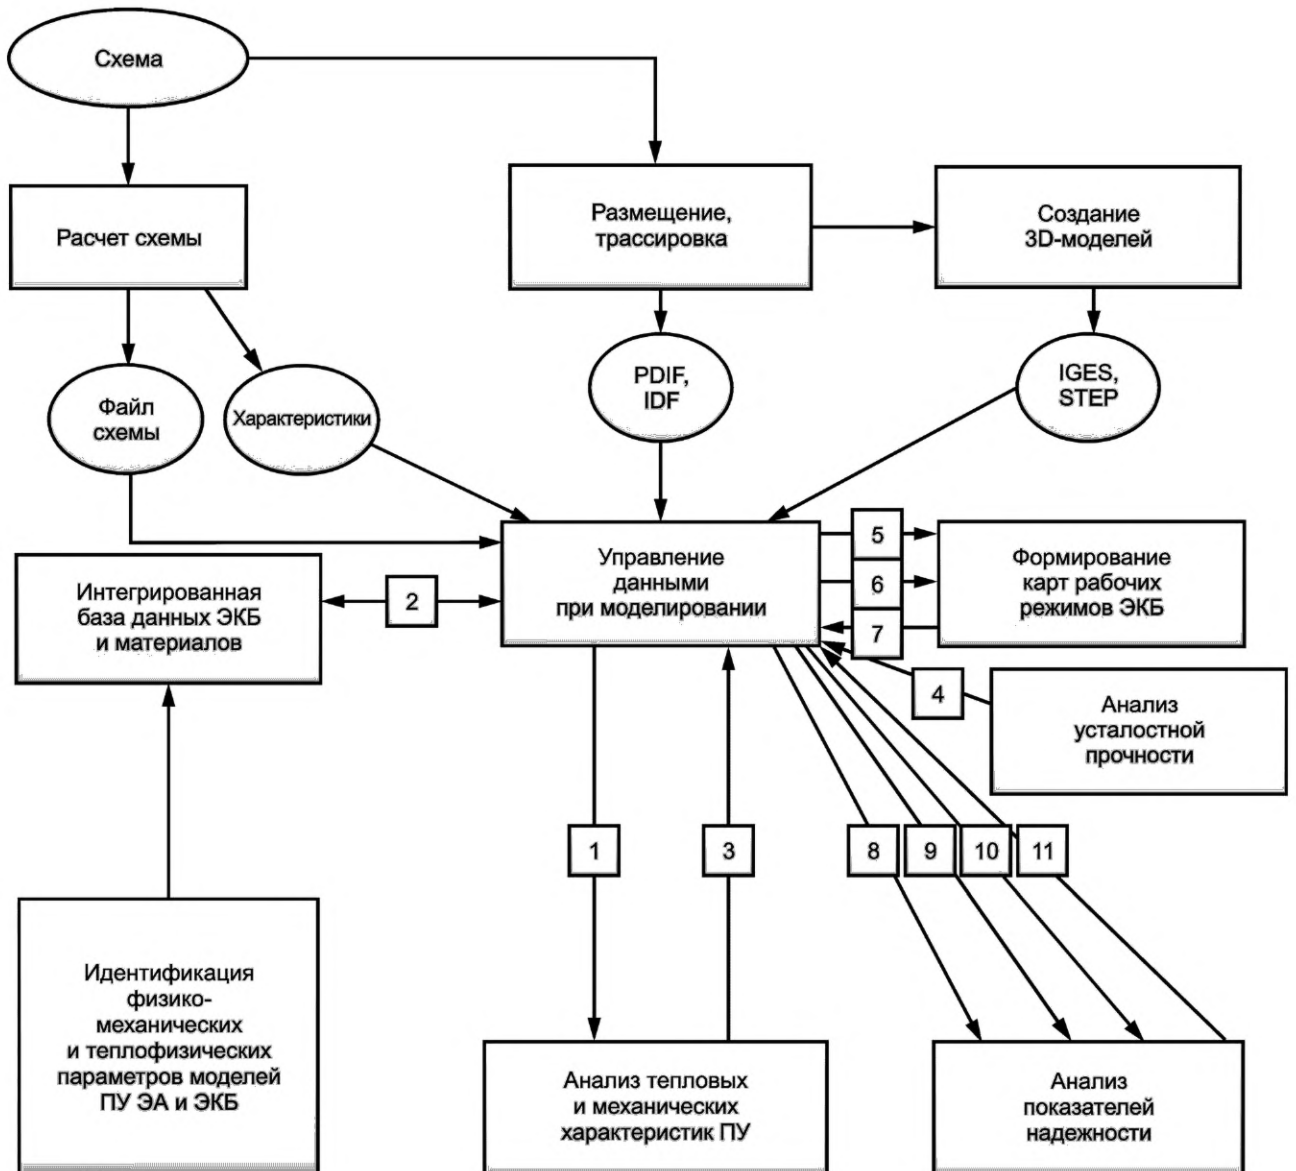 Схема
Расчет схемы
Размещение,
трассировка
Создание
3D-моделей
Файл
схемы
Характеристики
PDIF,
IDF
IGES,
STEP
Управление
данными
при моделировании
5
6
7
Формирование
карт рабочих
режимов ЭКБ
Интегрированная
база данных ЭКБ
и материалов
2
4
Анализ
усталостной
прочности
1
3
8
9
10
11
Идентификация
физико-
механических
и теплофизических
параметров моделей
ПУ ЭА и ЭКБ
Анализ тепловых
и механических
характеристик ПУ
Анализ
показателей
надежности